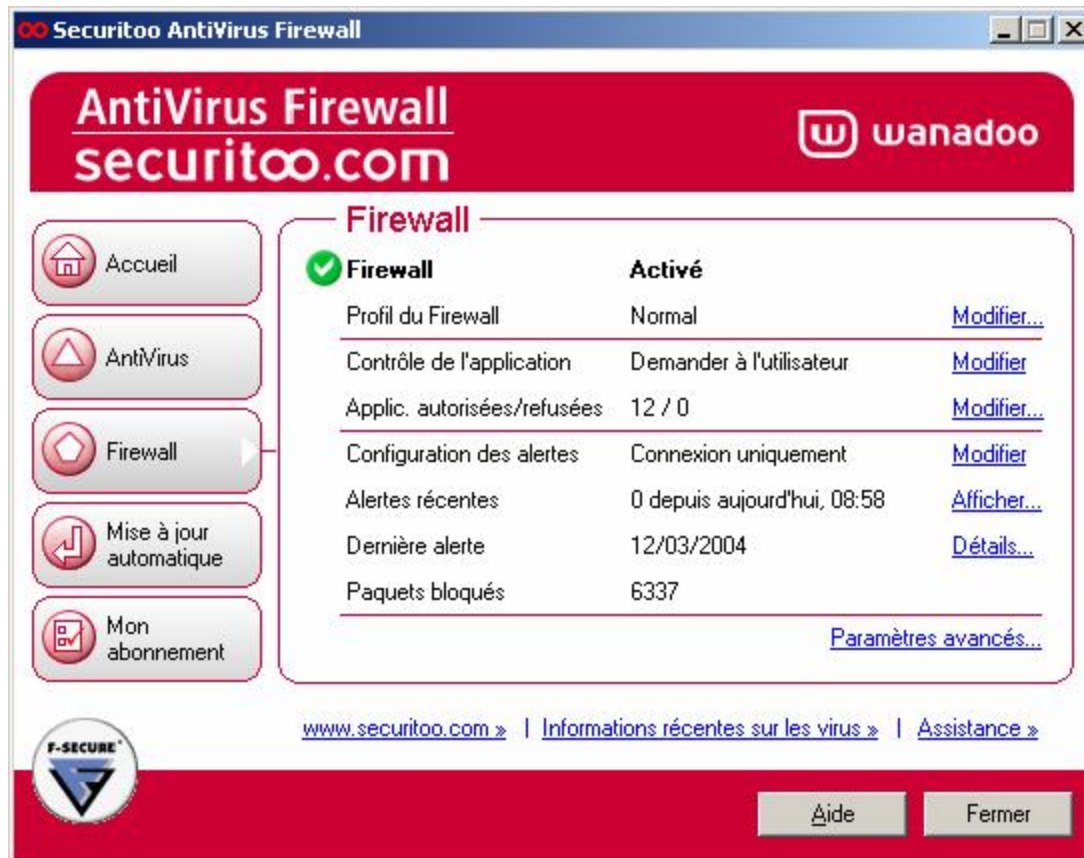 Securitoo AntiVirus Firewall
AntiVirus Firewall
securitoo.com
wanadoo
Accueil
AntiVirus
Firewall
Mise à jour
automatique
Mon
abonnement
Firewall
Firewall Activé
Profil du Firewall Normal Modifier...
Contrôle de l'application Demander à l'utilisateur Modifier
Applic. autorisées/refusées 12 / 0 Modifier...
Configuration des alertes Connexion uniquement Modifier
Alertes récentes 0 depuis aujourd'hui, 08:58 Afficher...
Dernière alerte 12/03/2004 Détails...
Paquets bloqués 6337
Paramètres avancés...
www.securitoo.com » | Informations récentes sur les virus » | Assistance »
F-SECURE
Aide Fermer